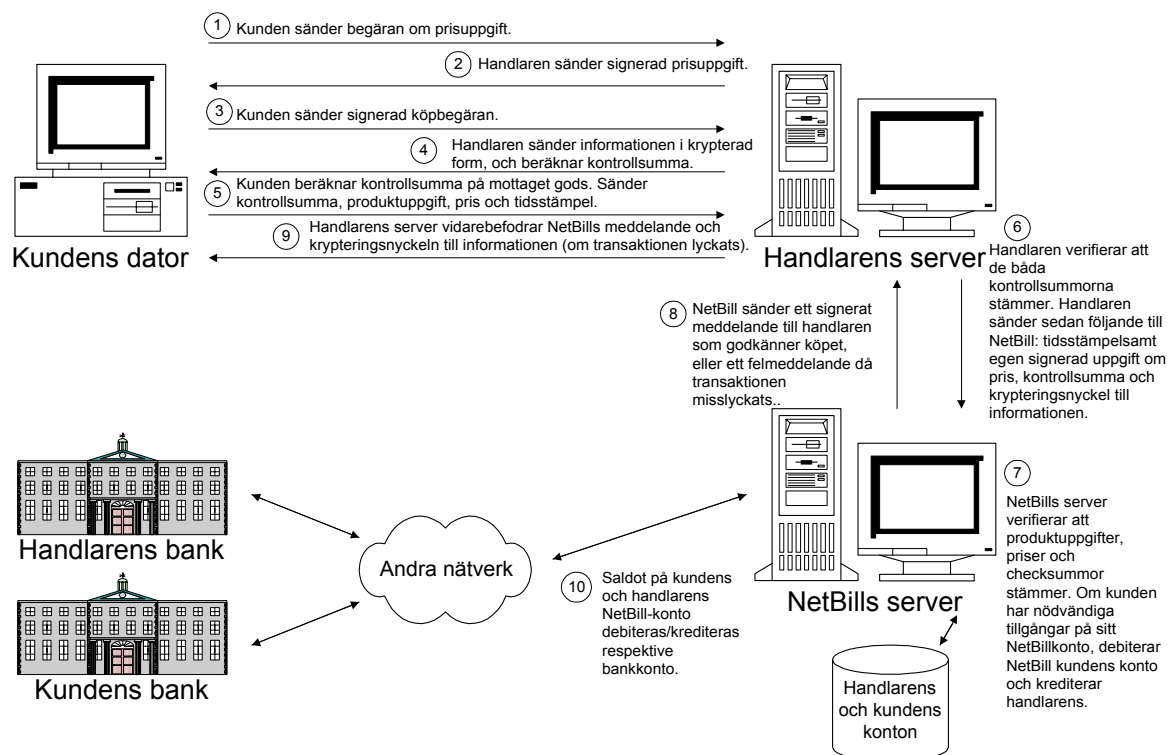 1 Kunden sänder begäran om prisuppgift.
2 Handlaren sänder signerad prisuppgift.
3 Kunden sänder signerad köpbegäran.
4 Handlaren sänder informationen i krypterad
form, och beräknar kontrollsumma.
5 Kunden beräknar kontrollsumma på mottaget gods. Sänder
kontrollsumma, produktuppgift, pris och tidsstämpel.
9 Handlarens server vidarebefodrar NetBills meddelande och
krypteringsnyckeln till informationen (om transaktionen lyckats).
Kundens dator
Handlarens server
6
Handlaren verifierar att
de båda
kontrollsummorna
stämmer. Handlaren
sänder sedan följande till
NetBill: tidsstämpelsamt
egen signerad uppgift om
pris, kontrollsumma och
krypteringsnyckel till
informationen.
8 NetBill sänder ett signerat
meddelande till handlaren
som godkänner köpet,
eller ett felmeddelande då
transaktionen
misslyckats..
7
NetBills server
verifierar att
produktuppgifter,
priser och
checksummor
stämmer. Om kunden
har nödvändiga
tillgångar på sitt
NetBillkonto, debiterar
NetBill kundens konto
och krediterar
handlarens.
Handlarens bank
Andra nätverk
Kundens bank
10 Saldot på kundens
och handlarens
NetBill-konto
debiteras/krediteras
respektive
bankkonto.
NetBills server
Handlarens
och kundens
konton